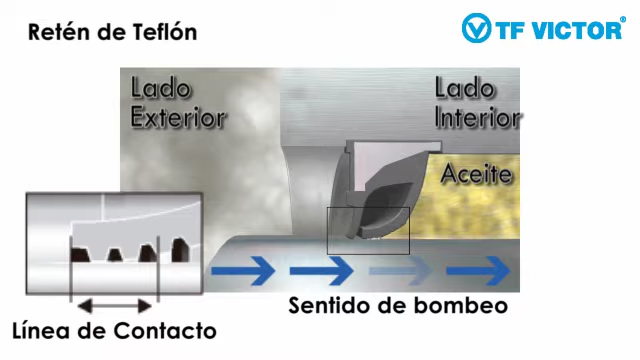 Retén de Teflón
TF VICTOR®
Lado
Exterior
Lado
Interior
Aceite
Sentido de bombeo
Línea de Contacto